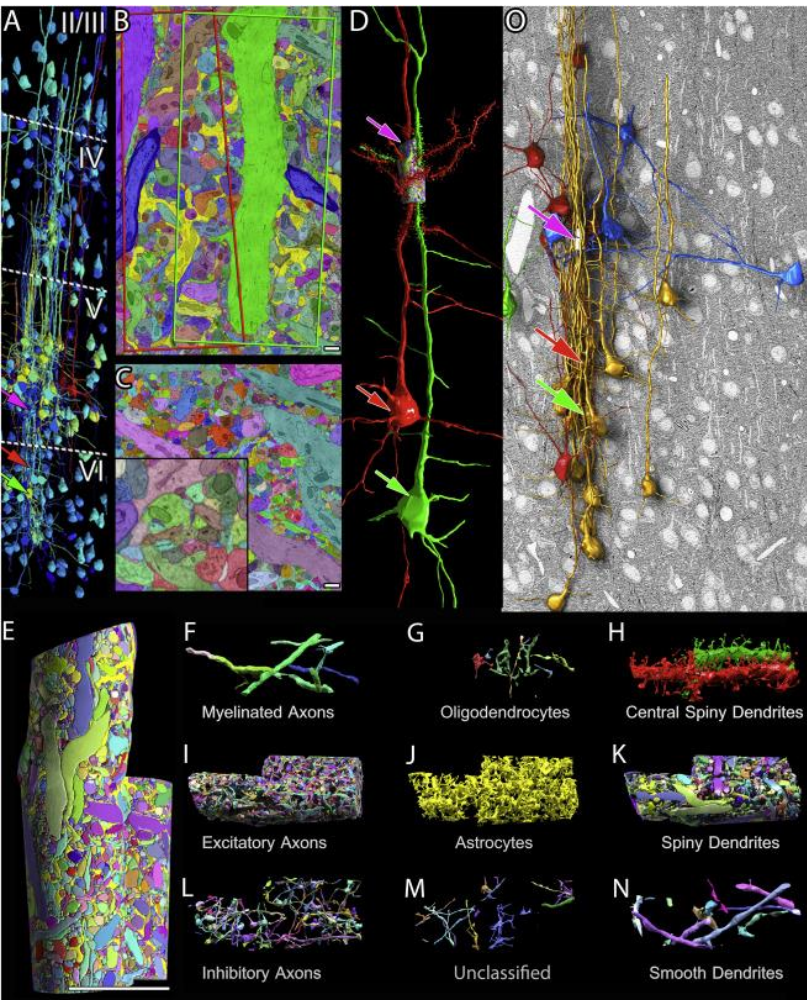 A
II/III
B
D
O
IV
V
C
VI
E
F
G
H
Myelinated Axons
Oligodendrocytes
Central Spiny Dendrites
I
J
K
Excitatory Axons
Astrocytes
Spiny Dendrites
L
M
N
Inhibitory Axons
Unclassified
Smooth Dendrites